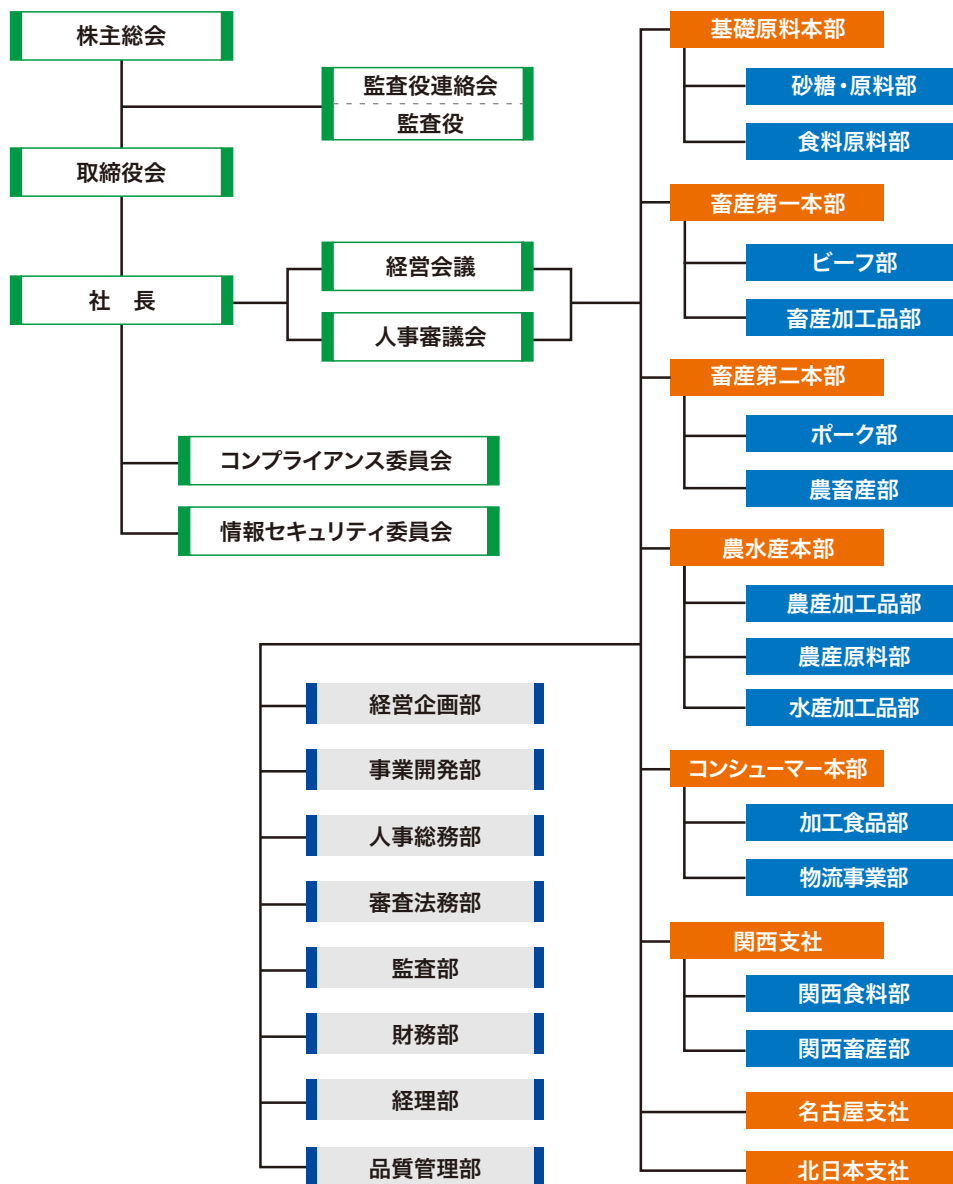 株主総会
監査役連絡会
監査役
取締役会
社　長
経営会議
人事審議会
コンプライアンス委員会
情報セキュリティ委員会
経営企画部
事業開発部
人事総務部
審査法務部
監査部
財務部
経理部
品質管理部
基礎原料本部
砂糖・原料部
食料原料部
畜産第一本部
ビーフ部
畜産加工品部
畜産第二本部
ポーク部
農畜産部
農水産本部
農産加工品部
農産原料部
水産加工品部
コンシューマー本部
加工食品部
物流事業部
関西支社
関西食料部
関西畜産部
名古屋支社
北日本支社